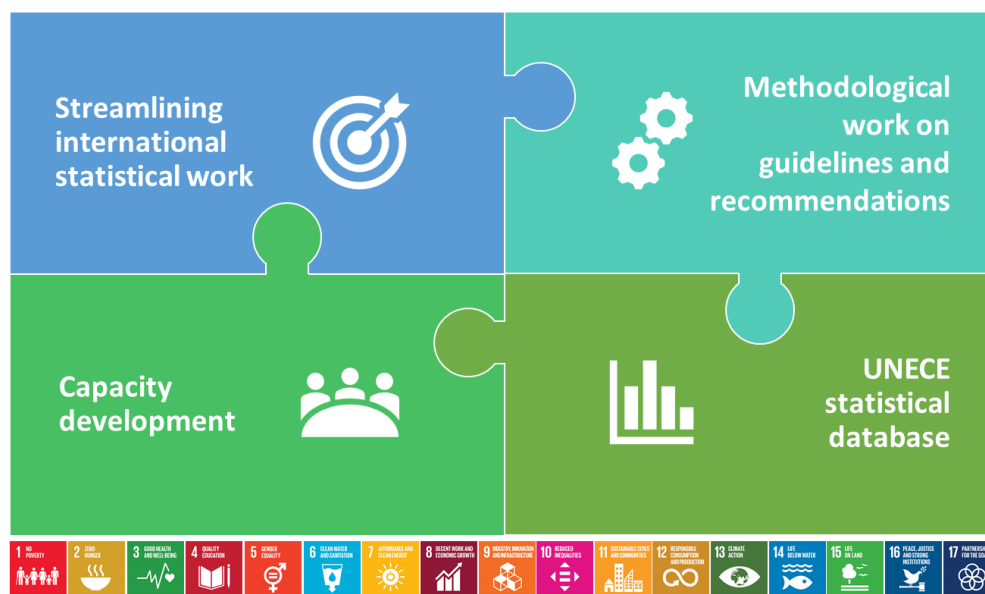 Streamlining
international
statistical work
Methodological
work on
guidelines and
recommendations
Capacity
development
UNECE
statistical
database
1 NO
POVERTY
2 ZERO
HUNGER
3 GOOD HEALTH
AND WELL-BEING
4 QUALITY
EDUCATION
5 GENDER
EQUALITY
6 CLEAN WATER
AND SANITATION
7 AFFORDABLE AND
CLEAN ENERGY
8 DECENT WORK AND
ECONOMIC GROWTH
9 INDUSTRY, INNOVATION
AND INFRASTRUCTURE
10 REDUCED
INEQUALITIES
11 SUSTAINABLE CITIES
AND COMMUNITIES
12 RESPONSIBLE
CONSUMPTION
AND PRODUCTION
13 CLIMATE
ACTION
14 LIFE
BELOW WATER
15 LIFE
ON LAND
16 PEACE, JUSTICE
AND STRONG
INSTITUTIONS
17
FOR THE